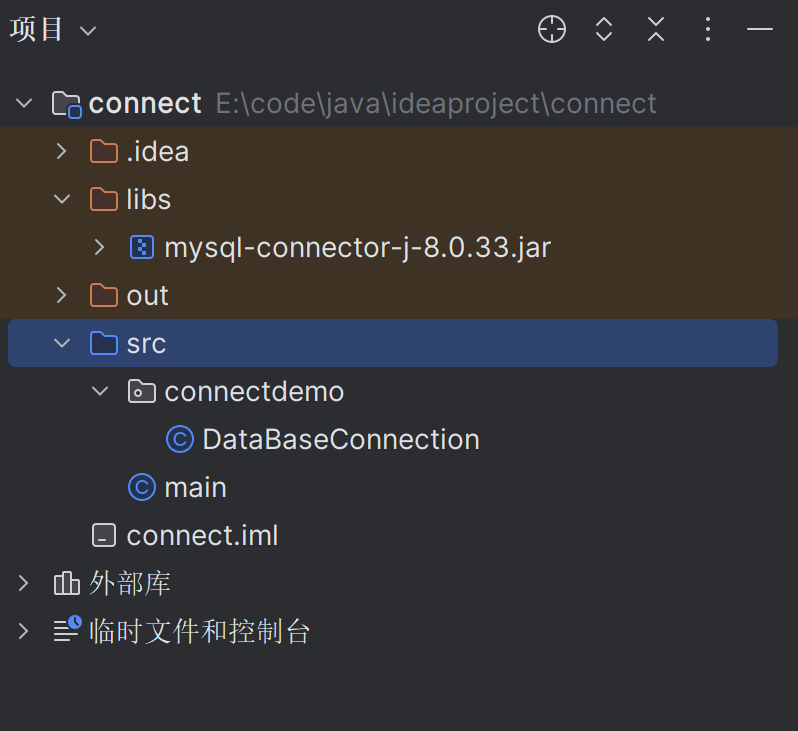 项目
connect E:\code\java\ideaproject\connect
.idea
libs
mysql-connector-j-8.0.33.jar
out
src
connectdemo
DataBaseConnection
main
connect.iml
外部库
临时文件和控制台